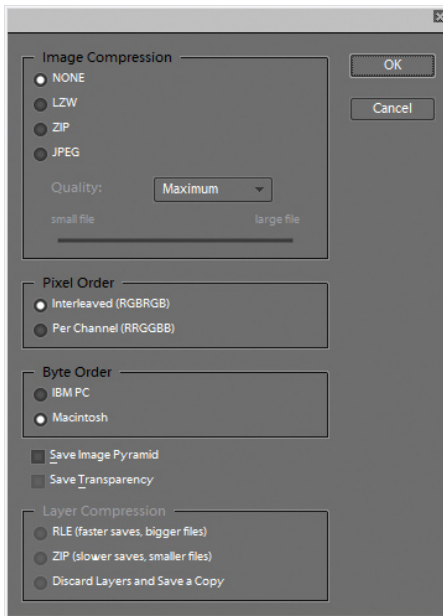 Image Compression
NONE
LZW
ZIP
JPEG
Quality: Maximum
small file large file
Pixel Order
Interleaved (RGBRGB)
Per Channel (RRGGBB)
Byte Order
IBM PC
Macintosh
Save Image Pyramid
Save Transparency
Layer Compression
RLE (faster saves, bigger files)
ZIP (slower saves, smaller files)
Discard Layers and Save a Copy
OK
Cancel